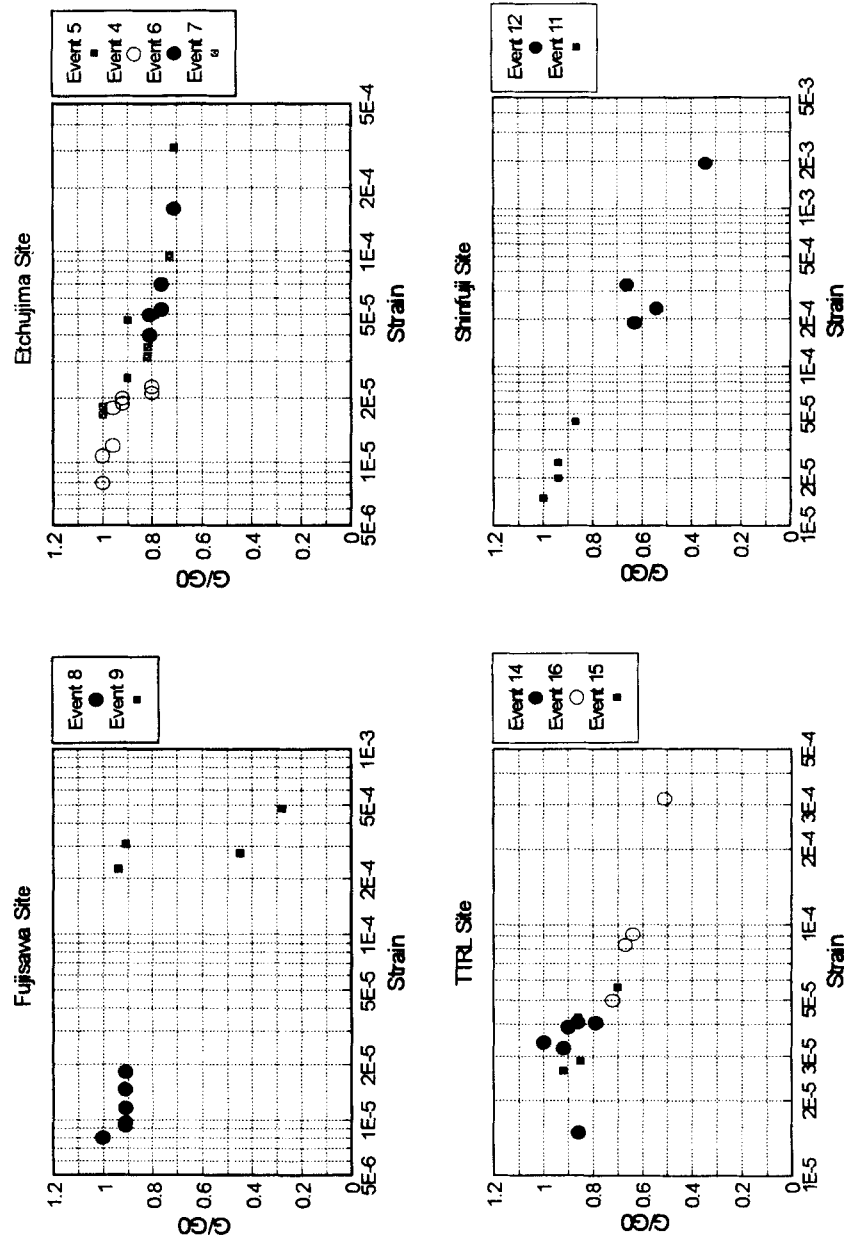 Fujisawa Site
1.2
1
0.8
0.6
0.4
0.2
0
G/G0
5E-6 1E-5 2E-5 5E-5 1E-4 2E-4 5E-4 1E-3
Strain
Event 8
Event 9
Etchujima Site
1.2
1
0.8
0.6
0.4
0.2
0
G/G0
5E-6 1E-5 2E-5 5E-5 1E-4 2E-4 5E-4
Strain
Event 5
Event 4
Event 6
Event 7
TTRL Site
1.2
1
0.8
0.6
0.4
0.2
0
G/G0
1E-5 2E-5 3E-5 5E-5 1E-4 2E-4 3E-4 5E-4
Strain
Event 14
Event 16
Event 15
Shinfuji Site
1.2
1
0.8
0.6
0.4
0.2
0
G/G0
1E-5 2E-5 5E-5 1E-4 2E-4 5E-4 1E-3 2E-3 5E-3
Strain
Event 12
Event 11